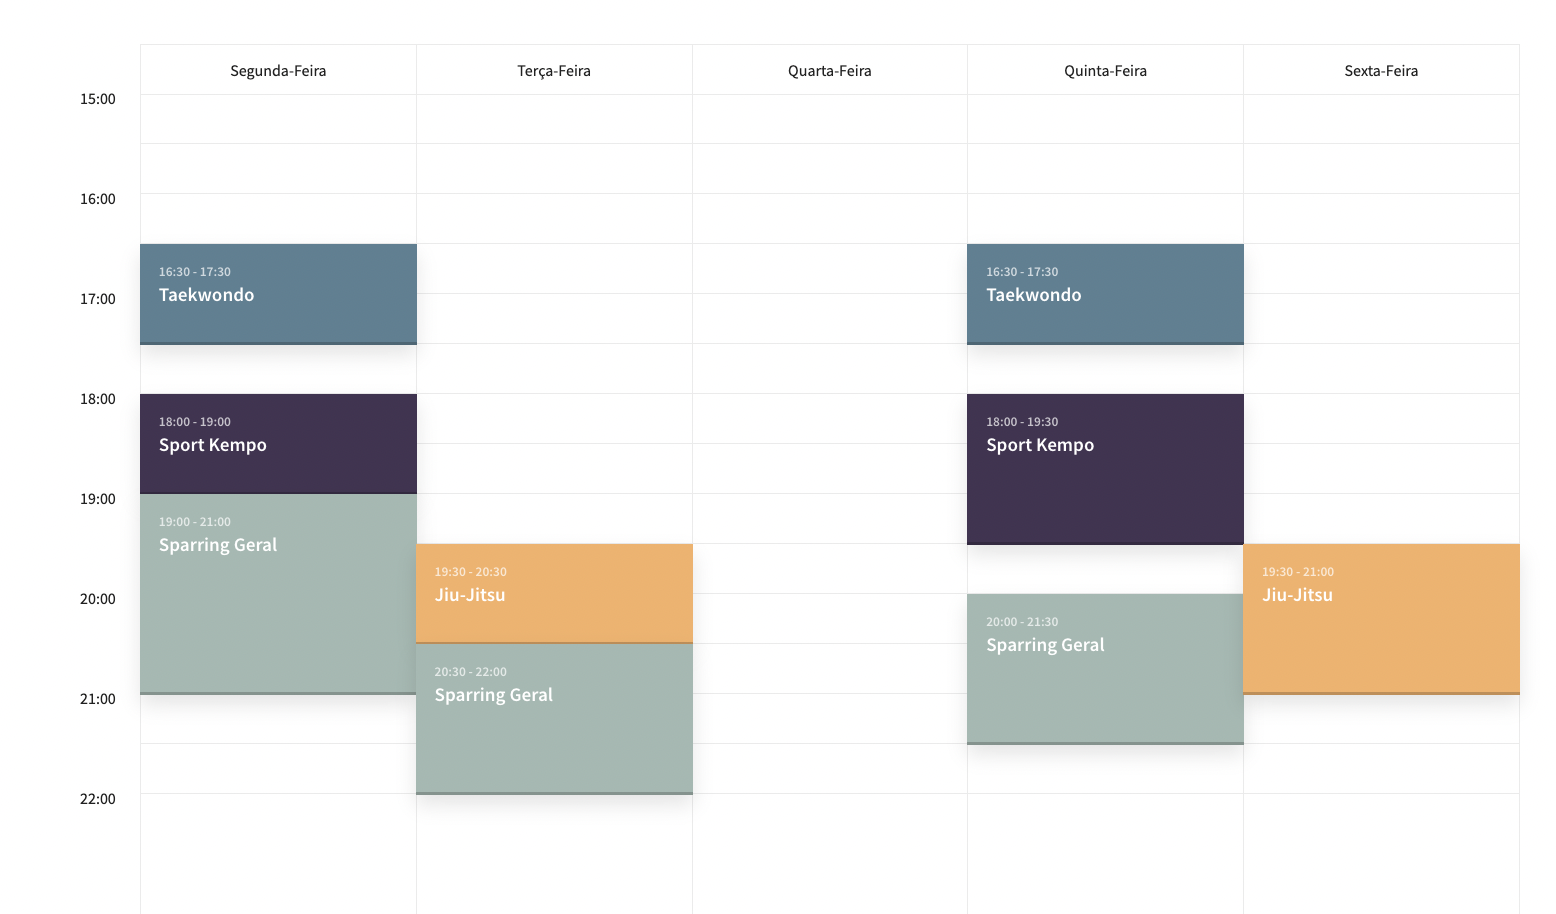 Segunda-Feira
Terça-Feira
Quarta-Feira
Quinta-Feira
Sexta-Feira
15:00
16:00
17:00
18:00
19:00
20:00
21:00
22:00
16:30 - 17:30
Taekwondo
18:00 - 19:00
Sport Kempo
19:00 - 21:00
Sparring Geral
19:30 - 20:30
Jiu-Jitsu
20:30 - 22:00
Sparring Geral
16:30 - 17:30
Taekwondo
18:00 - 19:30
Sport Kempo
20:00 - 21:30
Sparring Geral
19:30 - 21:00
Jiu-Jitsu